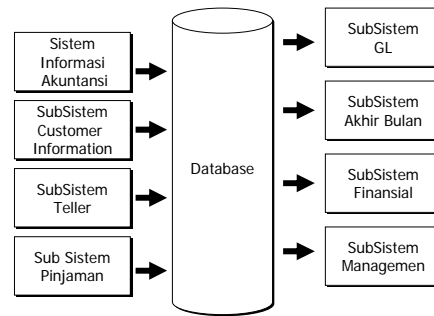 Sistem
Informasi
Akuntansi
SubSistem
Customer
Information
SubSistem
Teller
Sub Sistem
Pinjaman
Database
SubSistem
GL
SubSistem
Akhir Bulan
SubSistem
Finansial
SubSistem
Managemen